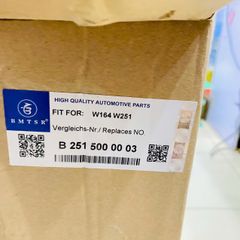 HIGH QUALITY AUTOMOTIVE PARTS
BMTSR
FIT FOR: W164 W251
Vergleichs-Nr./ Replaces NO.
B 251 500 00 03